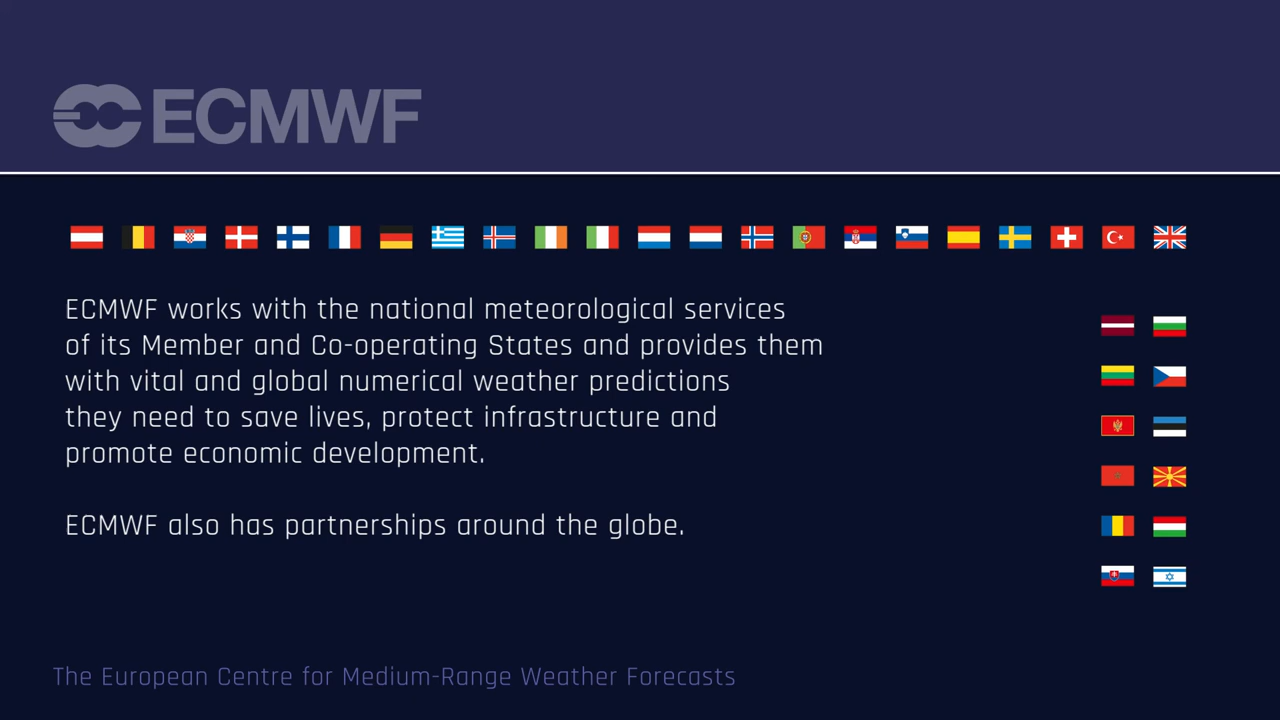 ECMWF
ECMWF works with the national meteorological services
of its Member and Co-operating States and provides them
with vital and global numerical weather predictions
they need to save lives, protect infrastructure and
promote economic development.
ECMWF also has partnerships around the globe.
The European Centre for Medium-Range Weather Forecasts